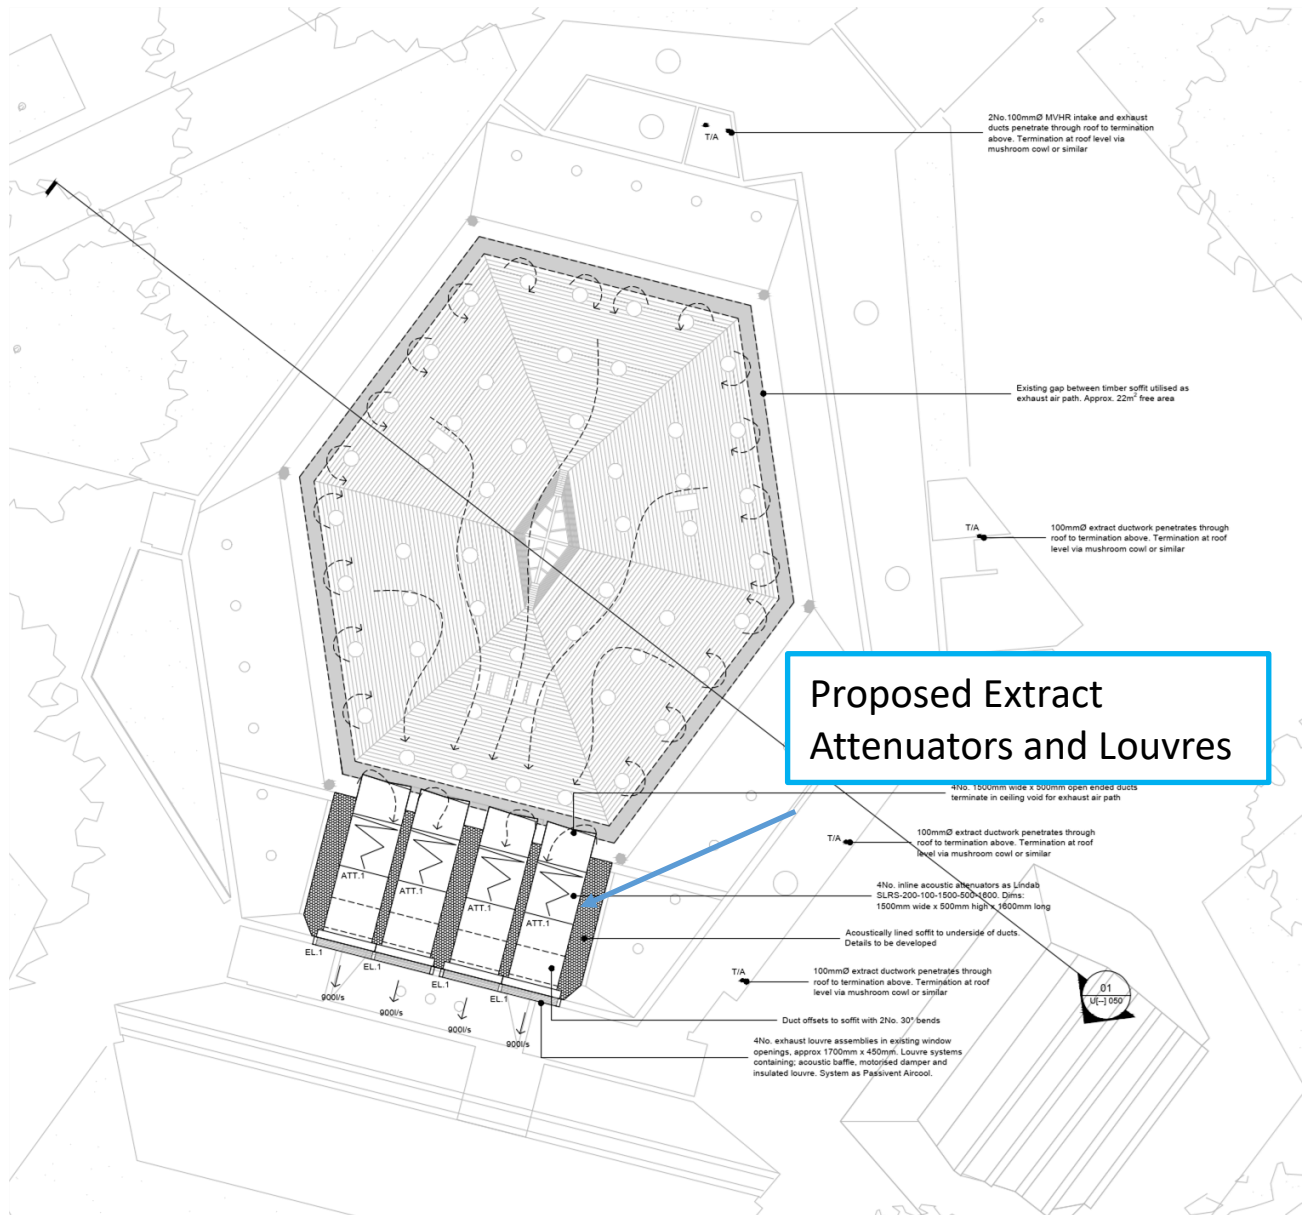 2No.100mmØ MVHR intake and exhaust
ducts penetrate through roof to termination
above. Termination at roof level via
mushroom cowl or similar
T/A
Existing gap between timber soffit utilised as
exhaust air path. Approx. 22m² free area
T/A
100mmØ extract ductwork penetrates through
roof to termination above. Termination at roof
level via mushroom cowl or similar
Proposed Extract
Attenuators and Louvres
4No. 1500mm wide x 500mm open ended ducts
terminate in ceiling void for exhaust air path
T/A
100mmØ extract ductwork penetrates through
roof to termination above. Termination at roof
level via mushroom cowl or similar
ATT.1
ATT.1
ATT.1
ATT.1
4No. inline acoustic attenuators as Lindab
SLRS-200-100-1500-500-1600. Dims:
1500mm wide x 500mm high x 1600mm long
Acoustically lined soffit to underside of ducts.
Details to be developed
EL.1
EL.1
EL.1
EL.1
T/A
100mmØ extract ductwork penetrates through
roof to termination above. Termination at roof
level via mushroom cowl or similar
01
U[--] 050
900l/s
900l/s
900l/s
900l/s
Duct offsets to soffit with 2No. 30° bends
4No. exhaust louvre assemblies in existing window
openings, approx 1700mm x 450mm. Louvre systems
containing; acoustic baffle, motorised damper and
insulated louvre. System as Passivent Aircool.